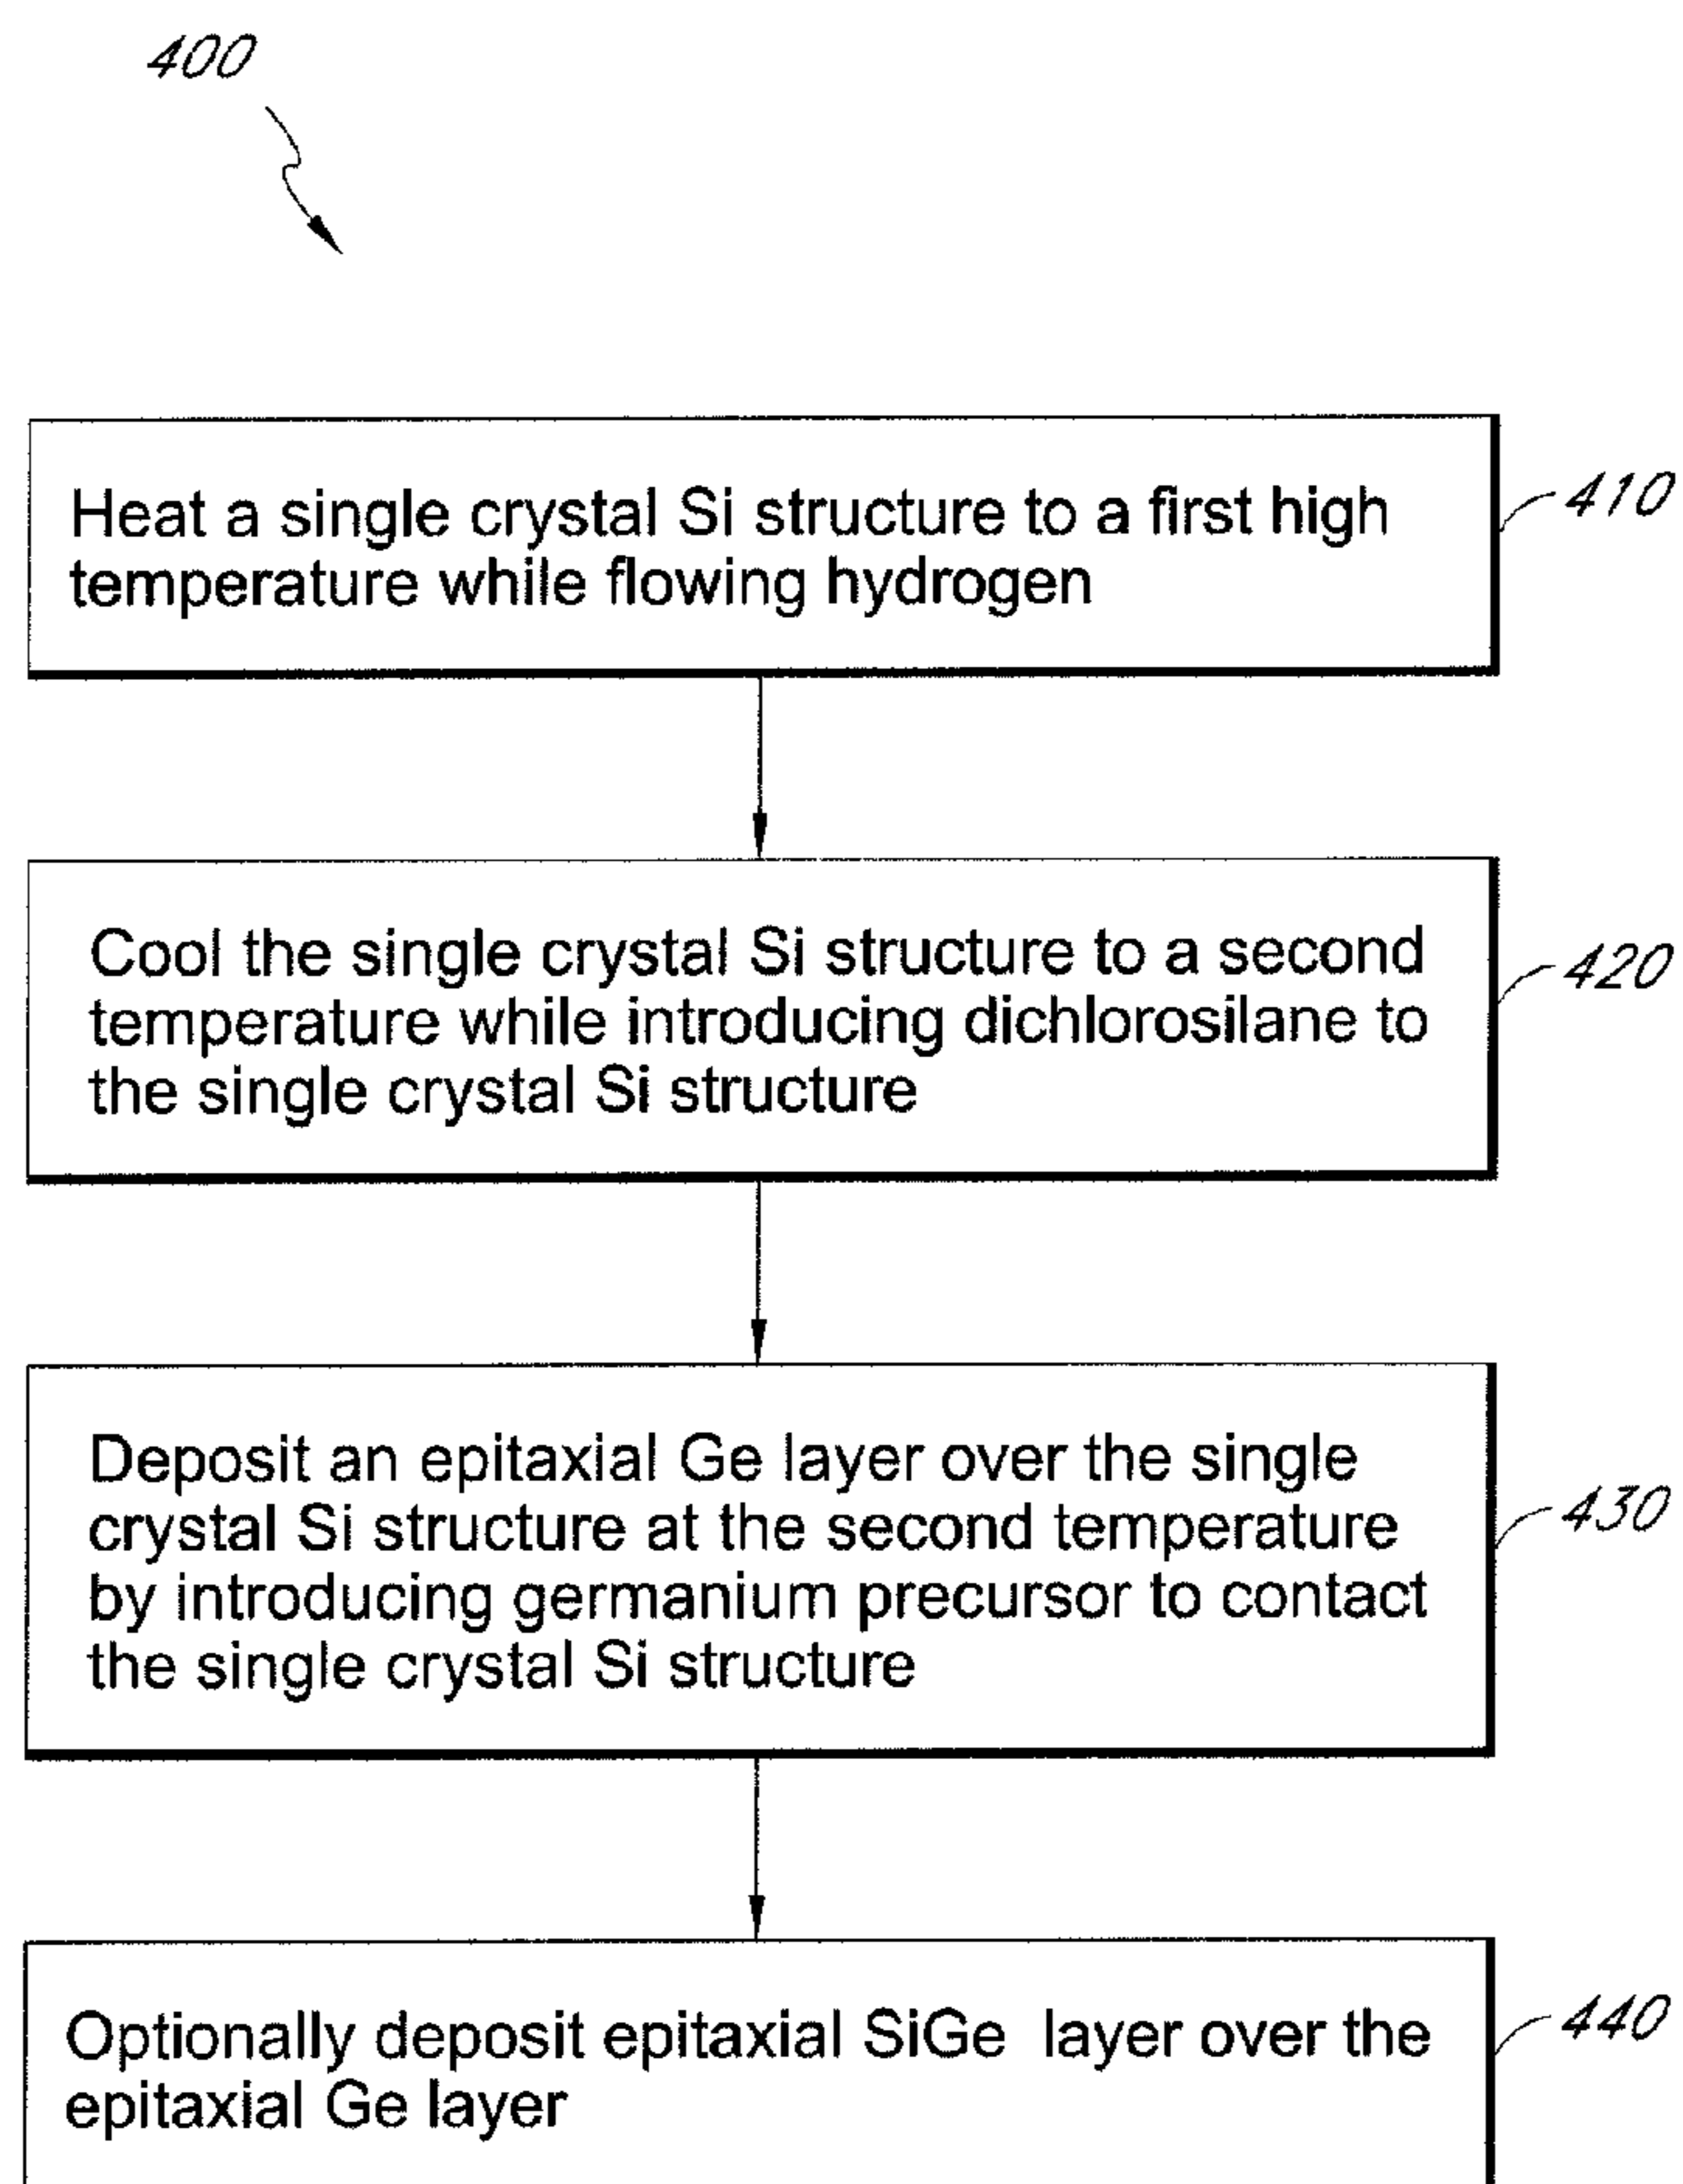 400
Heat a single crystal Si structure to a first high
temperature while flowing hydrogen
410
Cool the single crystal Si structure to a second
temperature while introducing dichlorosilane to
the single crystal Si structure
420
Deposit an epitaxial Ge layer over the single
crystal Si structure at the second temperature
by introducing germanium precursor to contact
the single crystal Si structure
430
Optionally deposit epitaxial SiGe layer over the
epitaxial Ge layer
440